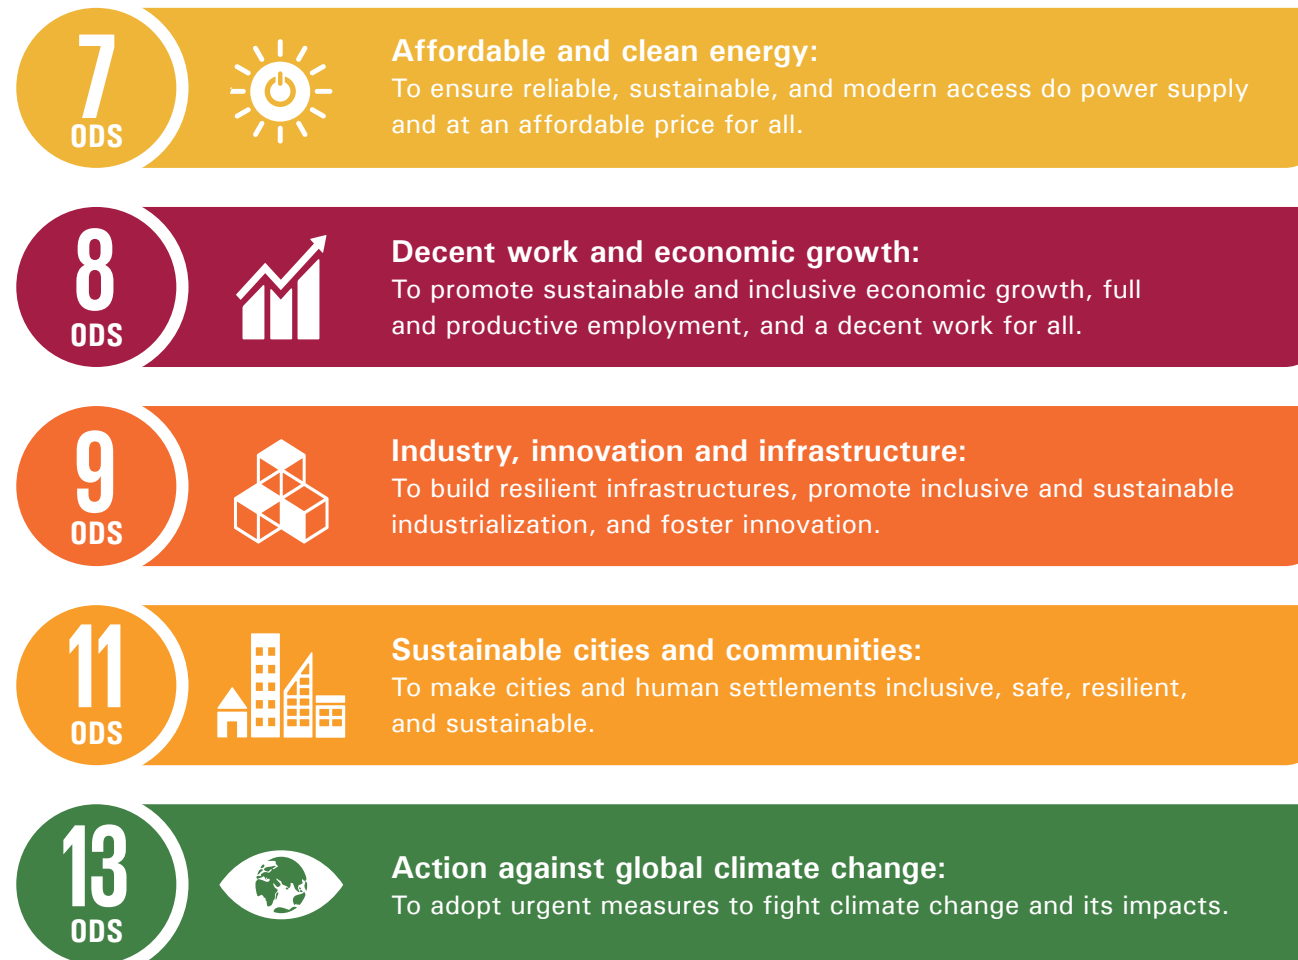 7
ODS
Affordable and clean energy:
To ensure reliable, sustainable, and modern access do power supply
and at an affordable price for all.
8
ODS
Decent work and economic growth:
To promote sustainable and inclusive economic growth, full
and productive employment, and a decent work for all.
9
ODS
Industry, innovation and infrastructure:
To build resilient infrastructures, promote inclusive and sustainable
industrialization, and foster innovation.
11
ODS
Sustainable cities and communities:
To make cities and human settlements inclusive, safe, resilient,
and sustainable.
13
ODS
Action against global climate change:
To adopt urgent measures to fight climate change and its impacts.